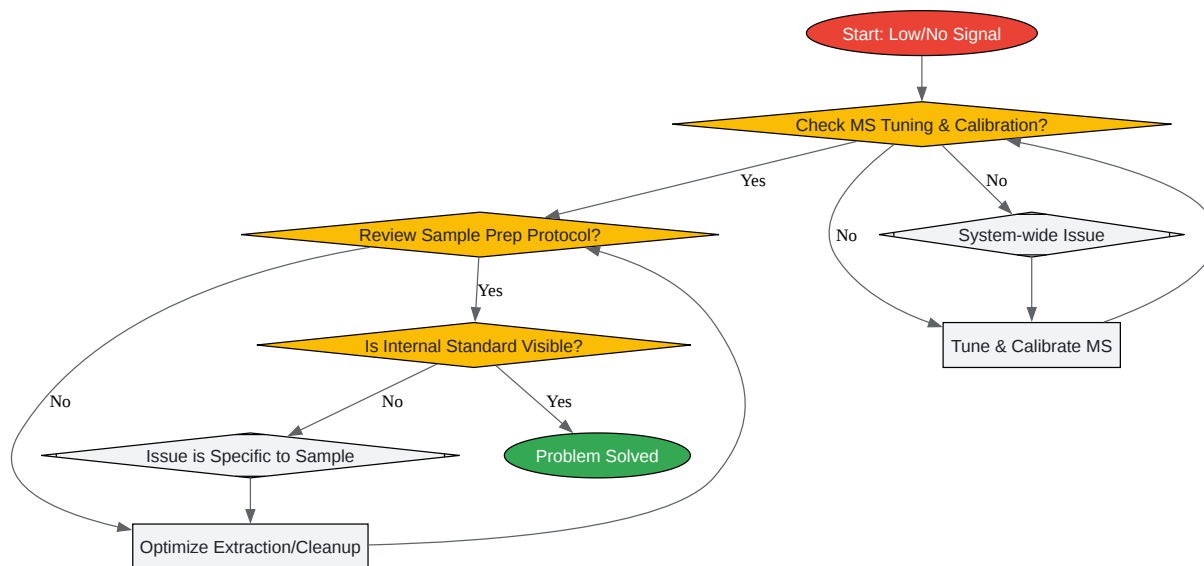 Start: Low/No Signal
Check MS Tuning & Calibration?
Yes
No
No
Review Sample Prep Protocol?
System-wide Issue
Yes
Is Internal Standard Visible?
Tune & Calibrate MS
No
No
Yes
Issue is Specific to Sample
Problem Solved
Optimize Extraction/Cleanup